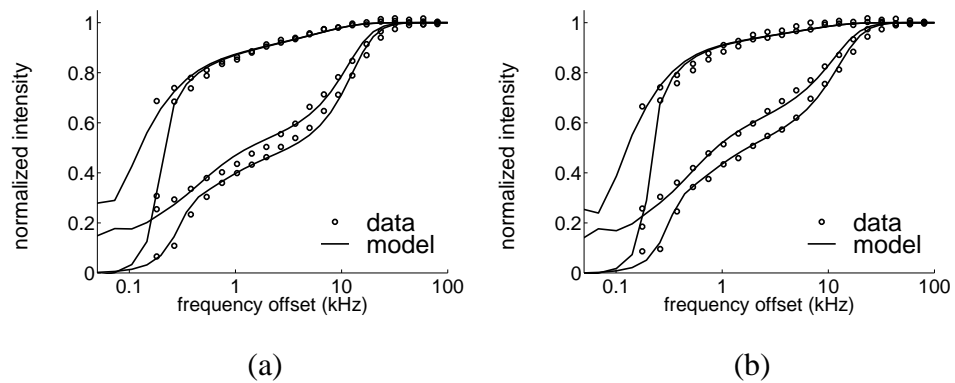 normalized intensity
1
0.8
0.6
0.4
0.2
0
data
model
0.1
1
10
100
frequency offset (kHz)
(a)
normalized intensity
1
0.8
0.6
0.4
0.2
0
data
model
0.1
1
10
100
frequency offset (kHz)
(b)